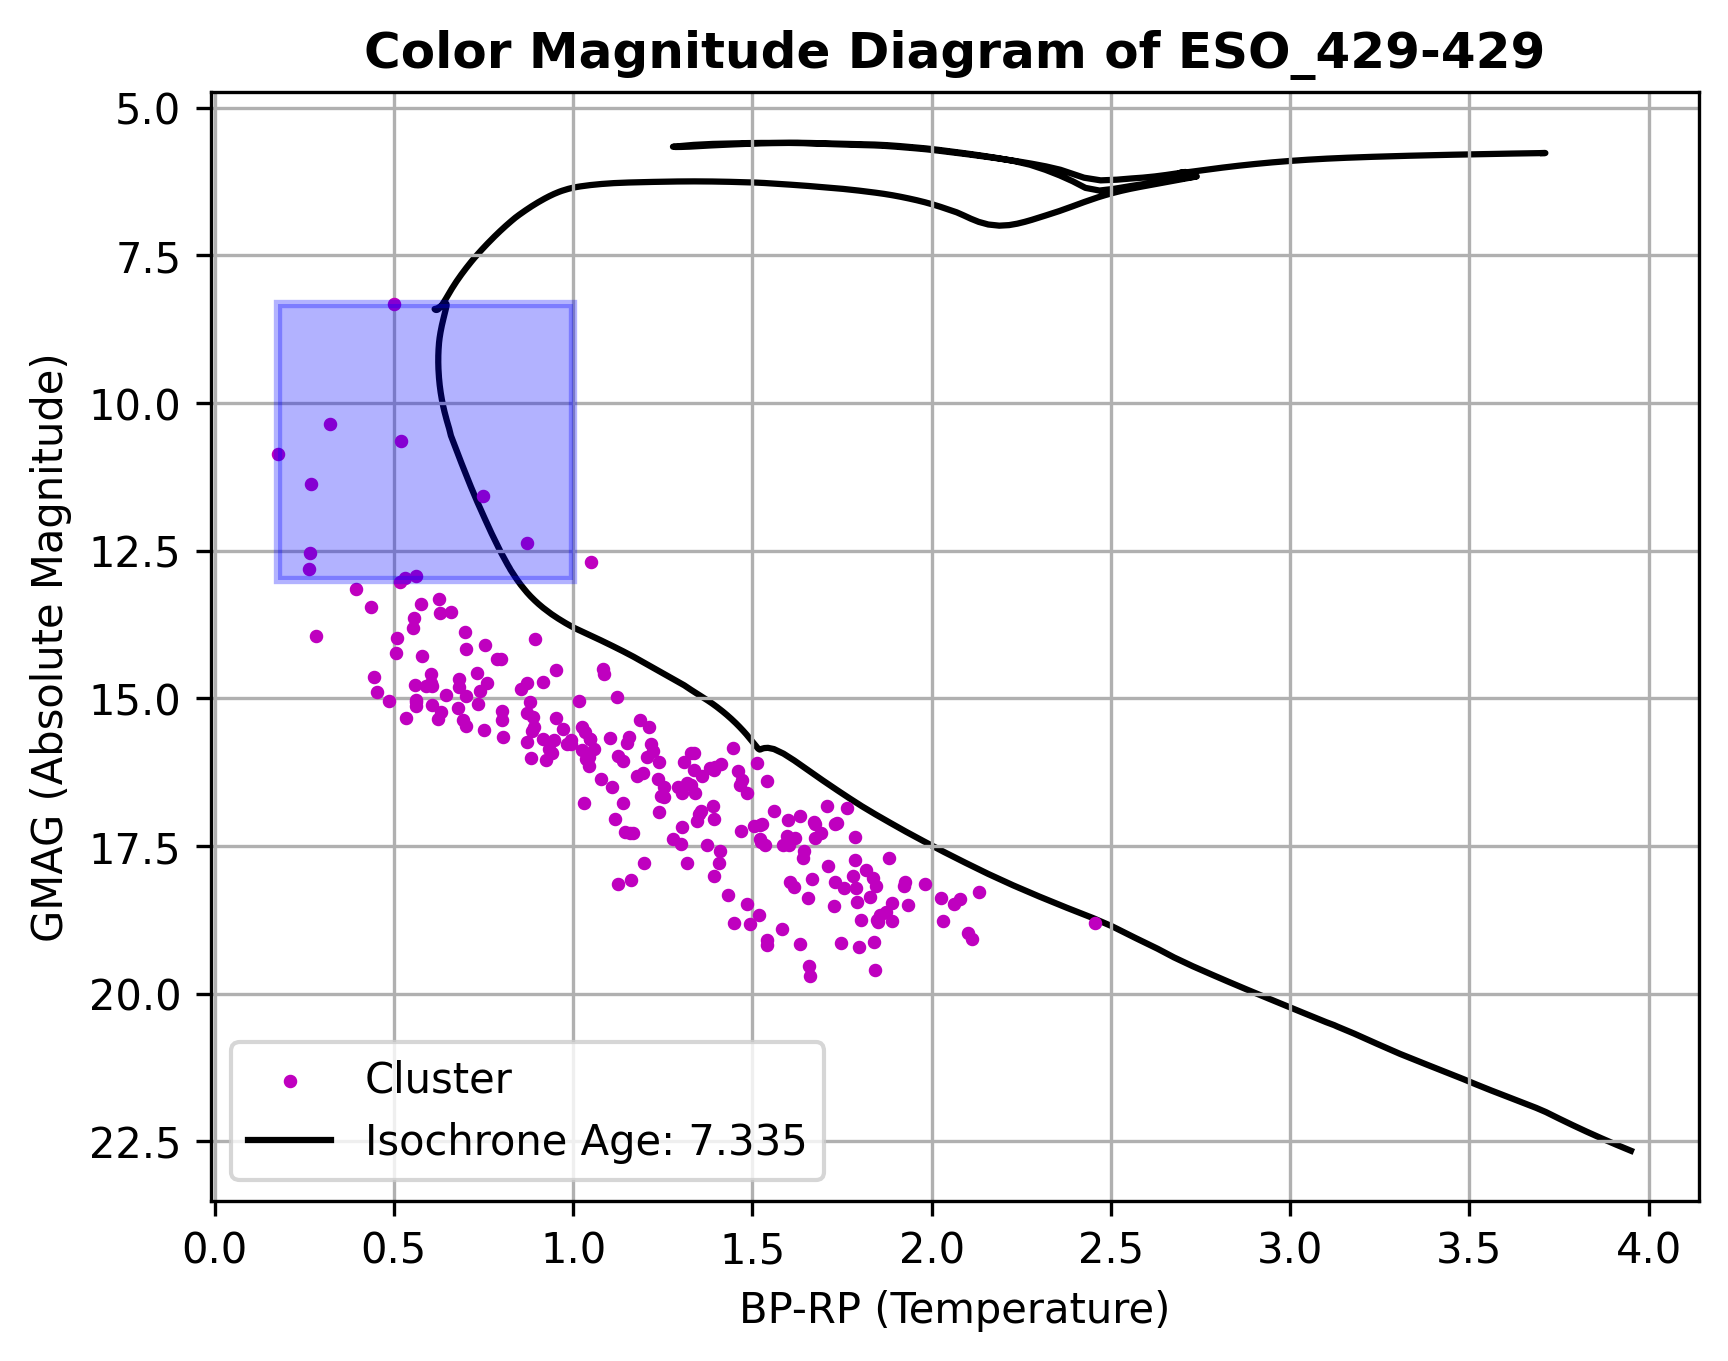 Color Magnitude Diagram of ESO_429-429
GMAG (Absolute Magnitude)
5.0
7.5
10.0
12.5
15.0
17.5
20.0
22.5
Cluster
Isochrone Age: 7.335
0.0 0.5 1.0 1.5 2.0 2.5 3.0 3.5 4.0
BP-RP (Temperature)